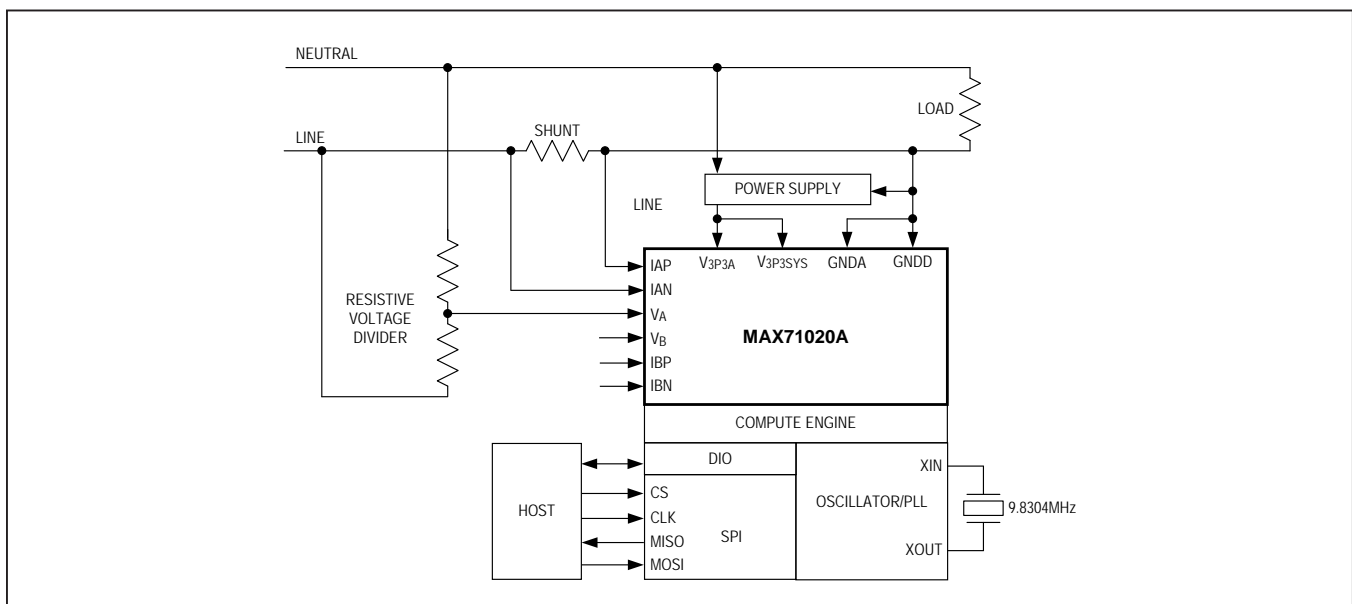 NEUTRAL
LOAD
SHUNT
LINE
POWER SUPPLY
LINE
V3P3A
V3P3SYS
GNDA
GNDD
IAP
IAN
RESISTIVE
VOLTAGE
DIVIDER
VA
VB
MAX71020A
IBP
IBN
COMPUTE ENGINE
DIO
XIN
HOST
CS
CLK
MISO
MOSI
SPI
OSCILLATOR/PLL
9.8304MHz
XOUT